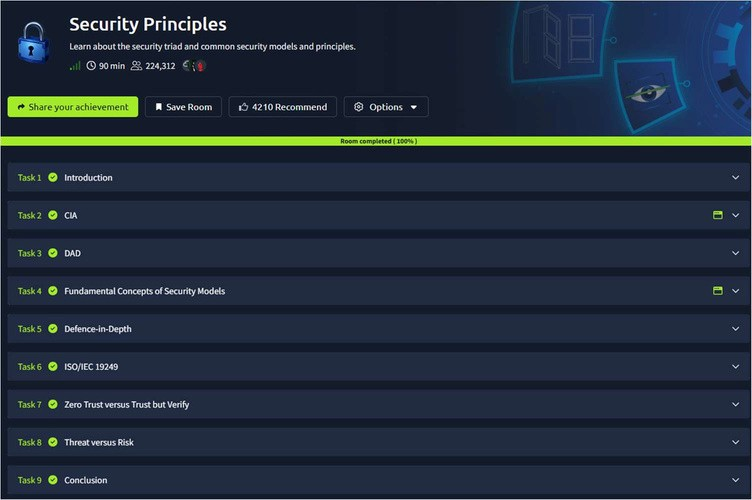 Security Principles
Learn about the security triad and common security models and principles.
90 min 224,312
Share your achievement Save Room 4210 Recommend Options
Room completed ( 100% )
Task 1 Introduction
Task 2 CIA
Task 3 DAD
Task 4 Fundamental Concepts of Security Models
Task 5 Defence-in-Depth
Task 6 ISO/IEC 19249
Task 7 Zero Trust versus Trust but Verify
Task 8 Threat versus Risk
Task 9 Conclusion